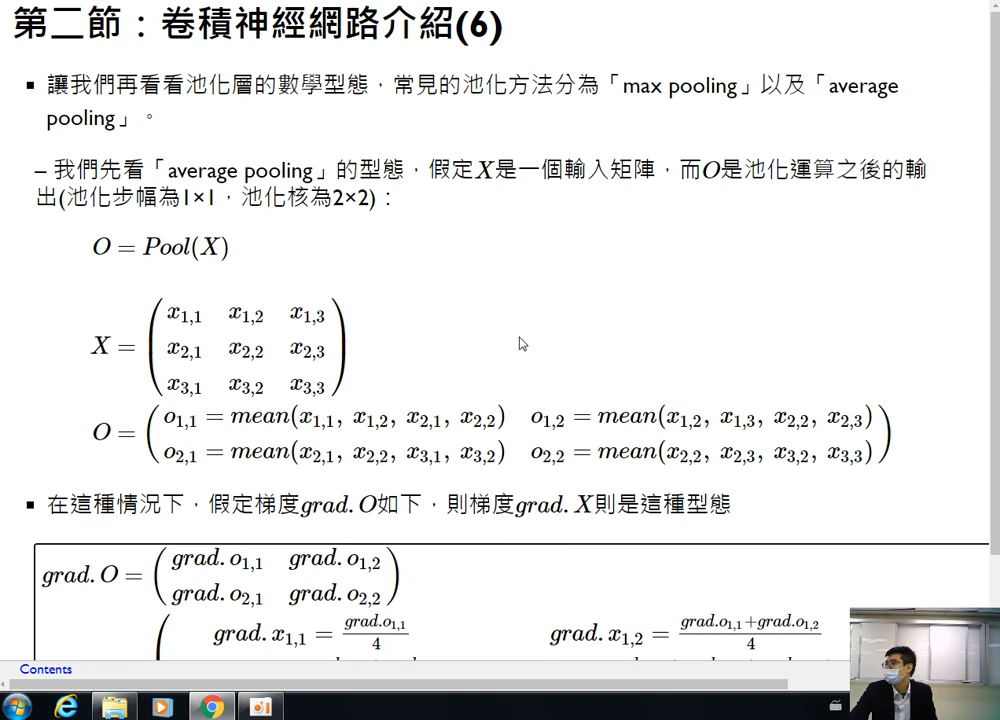 第二節：卷積神經網路介紹(6)
▪ 讓我們再看看池化層的數學型態，常見的池化方法分為「max pooling」以及「average
pooling」。
– 我們先看「average pooling」的型態，假定X是一個輸入矩陣，而O是池化運算之後的輸
出(池化步幅為1×1，池化核為2×2)：
O = Pool(X)
X = ( x1,1 x1,2 x1,3
x2,1 x2,2 x2,3
x3,1 x3,2 x3,3 )
O = ( o1,1 = mean(x1,1, x1,2, x2,1, x2,2) o1,2 = mean(x1,2, x1,3, x2,2, x2,3)
o2,1 = mean(x2,1, x2,2, x3,1, x3,2) o2,2 = mean(x2,2, x2,3, x3,2, x3,3) )
▪ 在這種情況下，假定梯度grad. O如下，則梯度grad. X則是這種型態
grad. O = ( grad. o1,1 grad. o1,2
grad. o2,1 grad. o2,2 )
grad. x1,1 = grad.o1,1 / 4 grad. x1,2 = grad.o1,1+grad.o1,2 / 4
Contents